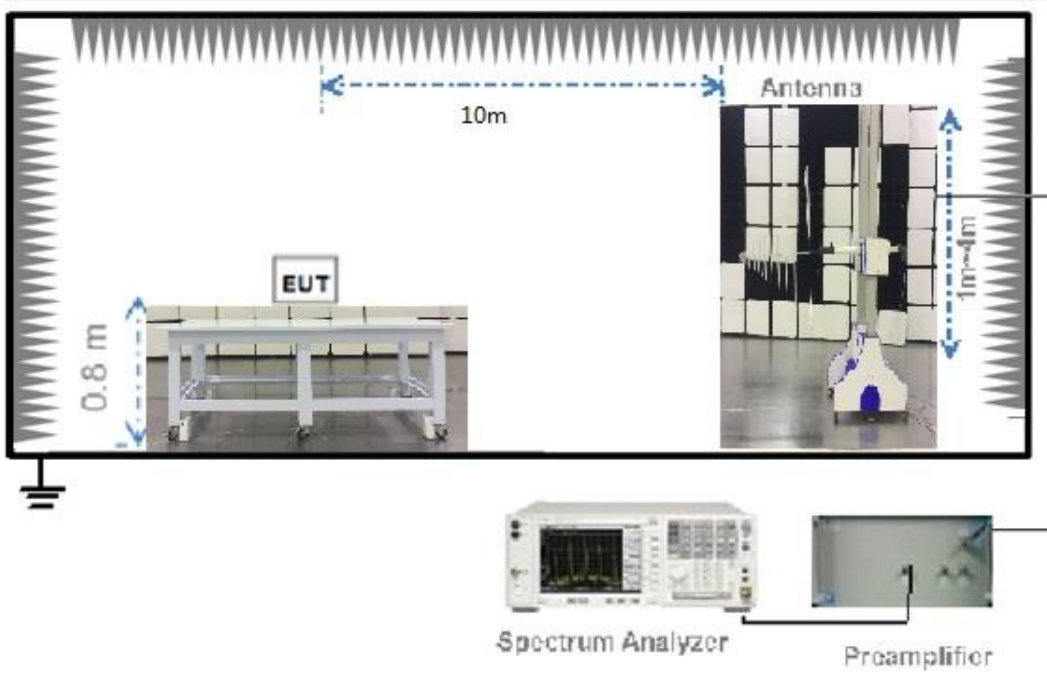 Antenna
10m
EUT
0.8 m
1m~4m
Spectrum Analyzer
Preamplifier